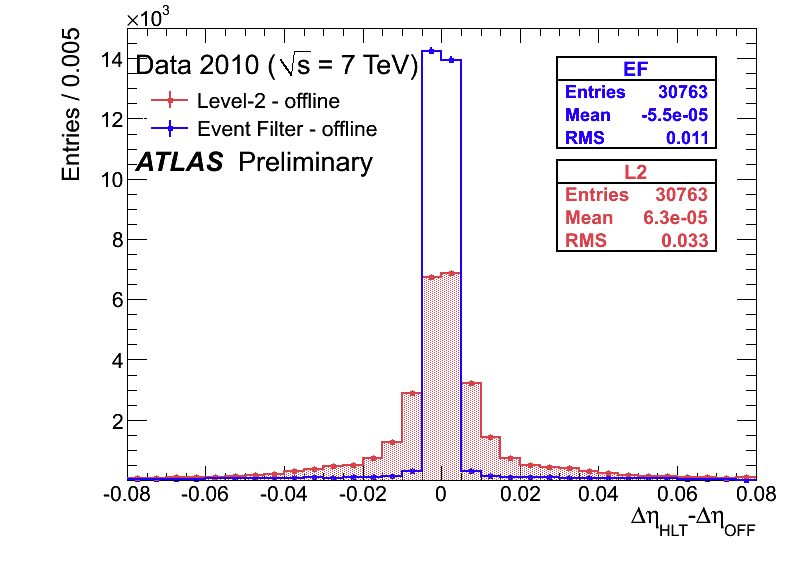 ×10³
Entries / 0.005
14
12
10
8
6
4
2
Data 2010 (√s = 7 TeV)
Level-2 - offline
Event Filter - offline
ATLAS Preliminary
EF
Entries 30763
Mean -5.5e-05
RMS 0.011
L2
Entries 30763
Mean 6.3e-05
RMS 0.033
-0.08 -0.06 -0.04 -0.02 0 0.02 0.04 0.06 0.08
Δη_HLT-Δη_OFF